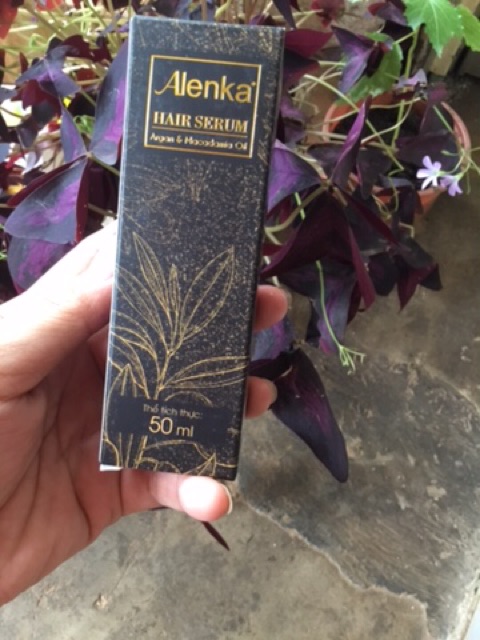 Alenka
HAIR SERUM
Argan & Macadamia Oil
Thể tích thực:
50 ml